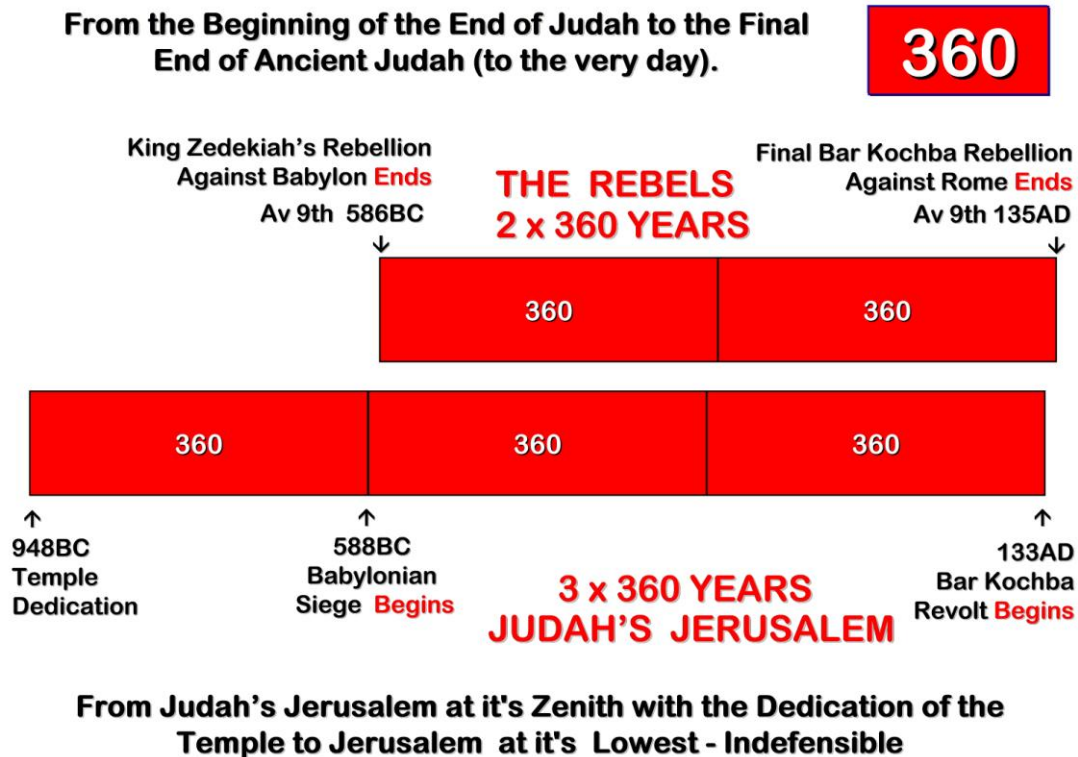 From the Beginning of the End of Judah to the Final
End of Ancient Judah (to the very day).
360
King Zedekiah's Rebellion
Against Babylon Ends
Av 9th 586BC
THE REBELS
2 x 360 YEARS
Final Bar Kochba Rebellion
Against Rome Ends
Av 9th 135AD
360
360
360
360
360
948BC
Temple
Dedication
588BC
Babylonian
Siege Begins
3 x 360 YEARS
JUDAH'S JERUSALEM
133AD
Bar Kochba
Revolt Begins
From Judah's Jerusalem at it's Zenith with the Dedication of the
Temple to Jerusalem at it's Lowest - Indefensible